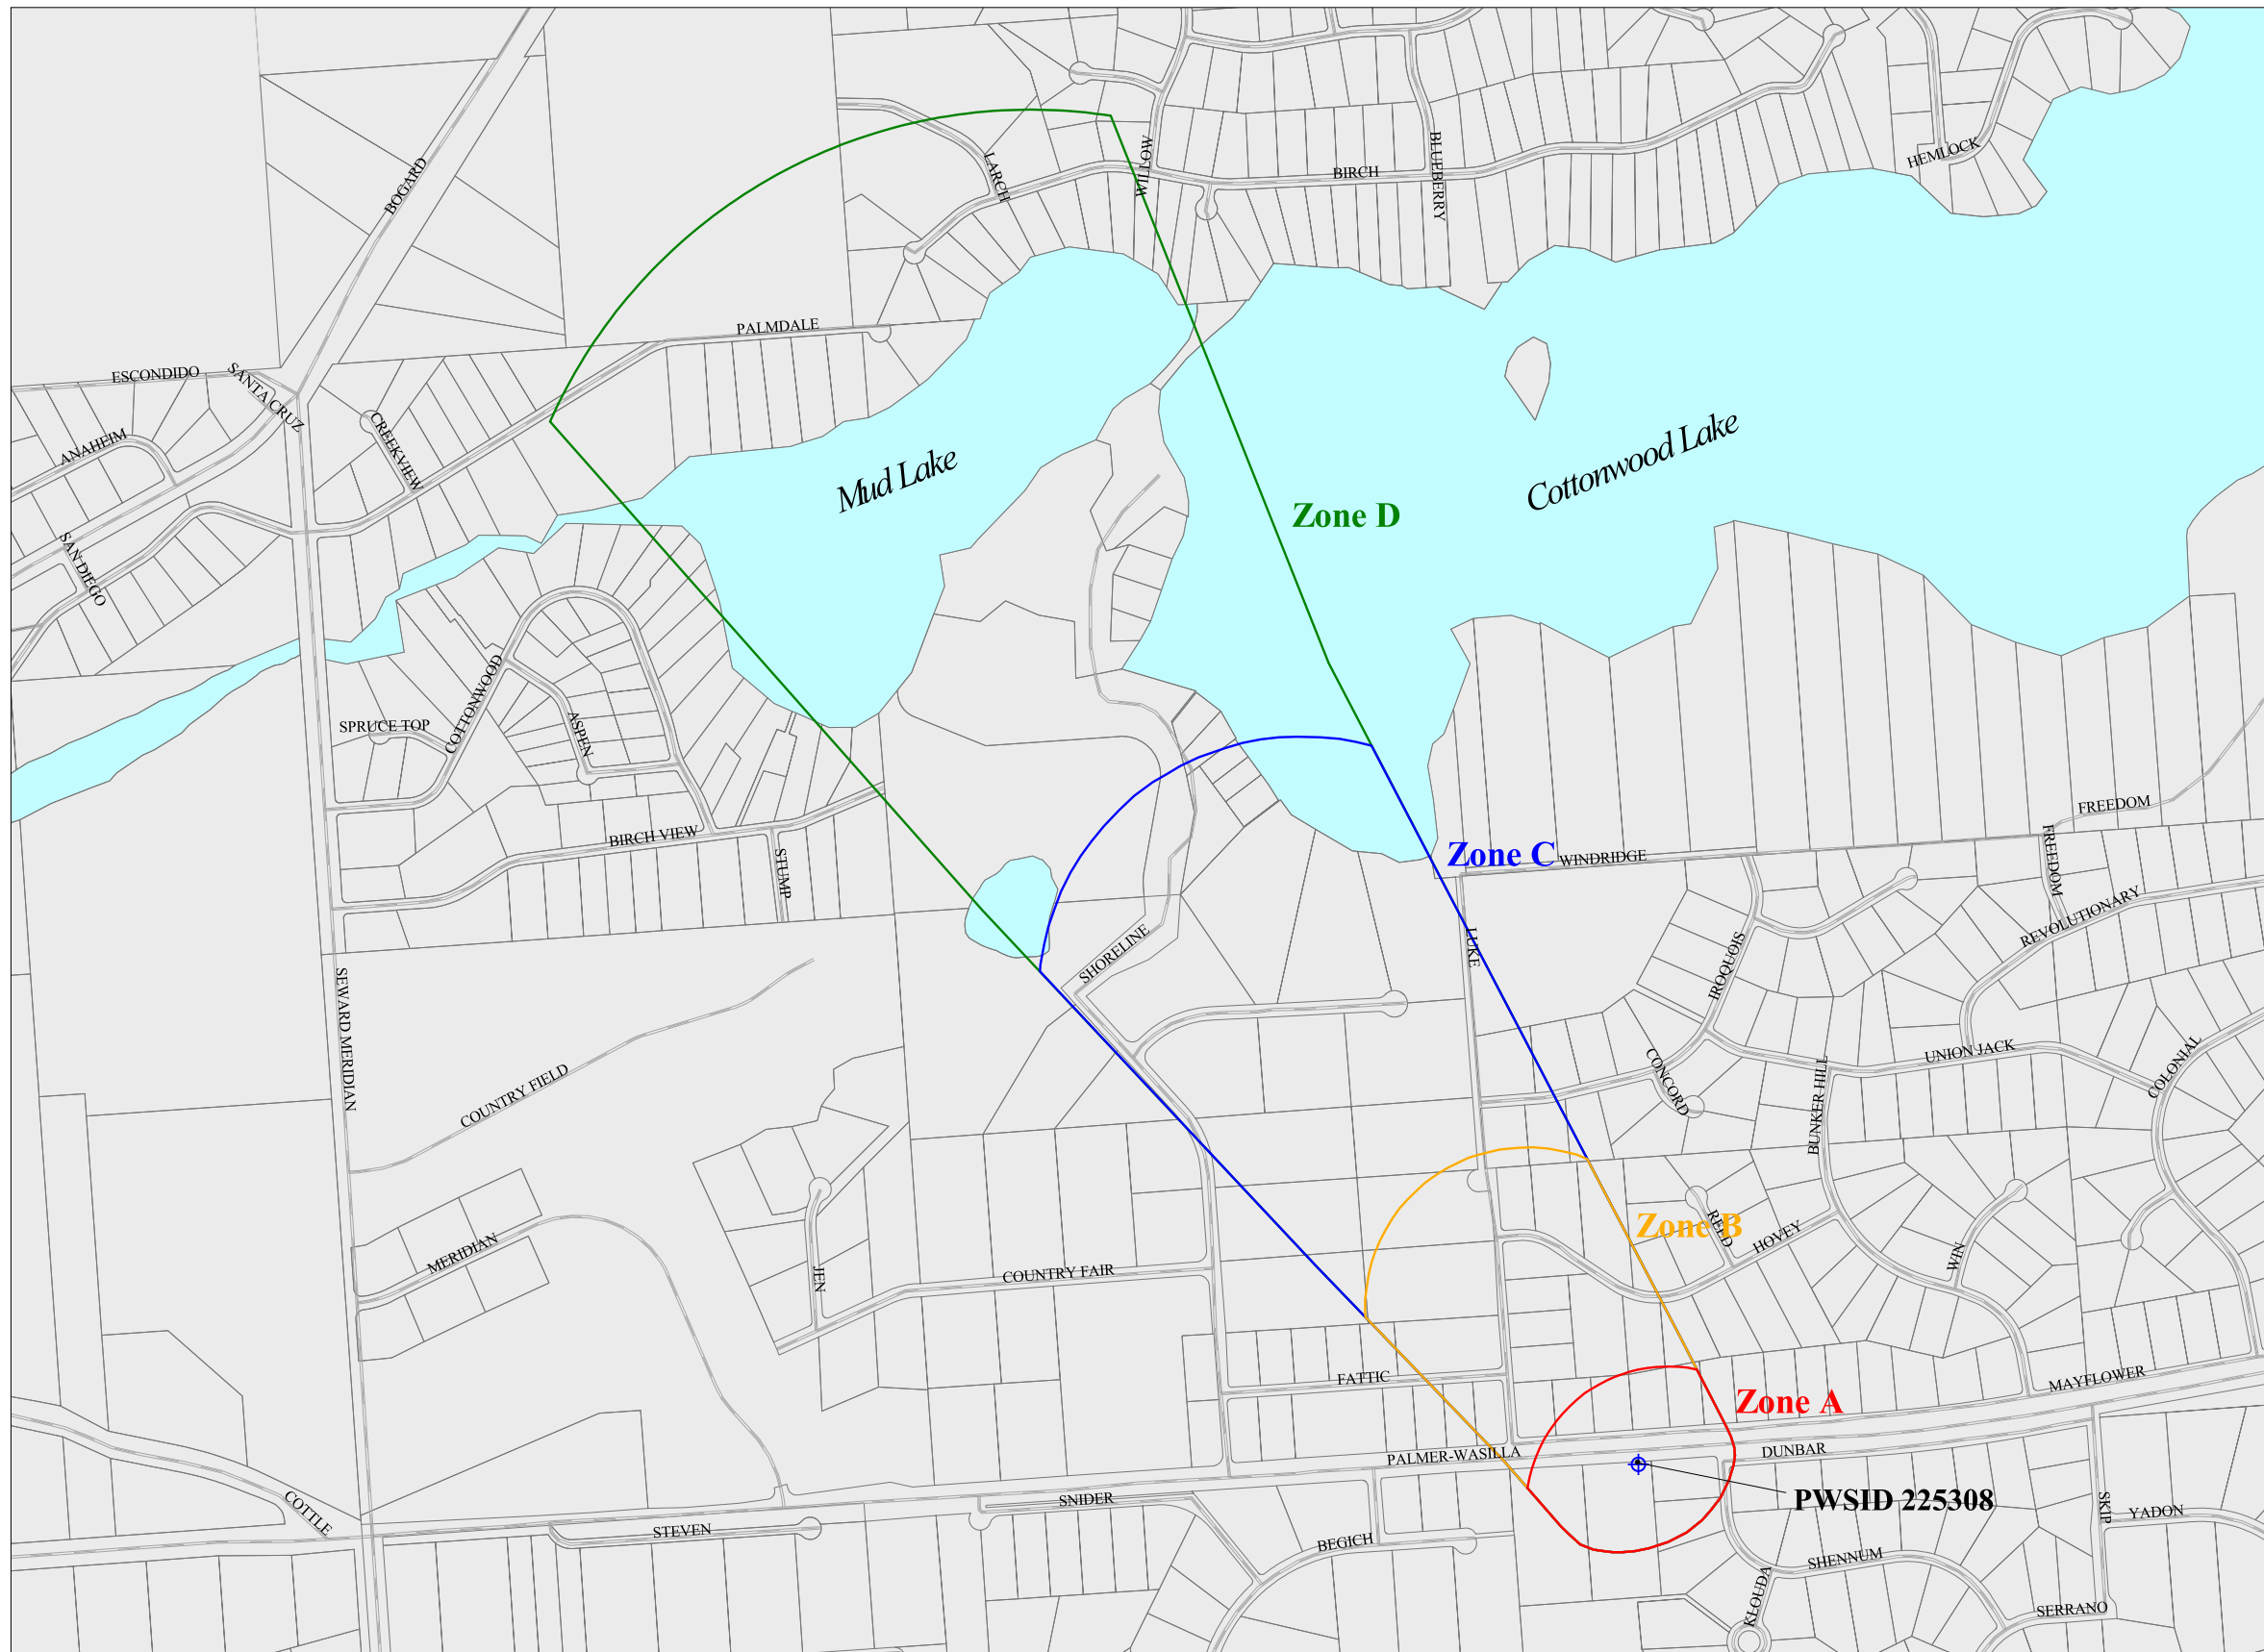 BOGARD
LARCH
WILLOW
BIRCH
BLUEBERRY
HEMLOCK
PALMDALE
ESCONDIDO
SANTA CRUZ
ANAHEIM
CREEKVIEW
SAN DIEGO
Mud Lake
Cottonwood Lake
Zone D
COTTONWOOD
SPRUCE TOP
ASPEN
BIRCH VIEW
STUMP
Zone C
WINDRIDGE
FREEDOM
FREEDOM
REVOLUTIONARY
LUKE
IROQUOIS
SHORELINE
SEWARD MERIDIAN
COUNTRY FIELD
CONCORD
UNION JACK
BUNKER HILL
COLONIAL
MERIDIAN
JEN
COUNTRY FAIR
Zone B
REED
HOVEY
WIN
FATTIC
MAYFLOWER
Zone A
PALMER-WASILLA
DUNBAR
PWSID 225308
COTTLE
SNIDER
STEVEN
BEGICH
SKIP
YADON
SHENNUM
KLOUDA
SERRANO